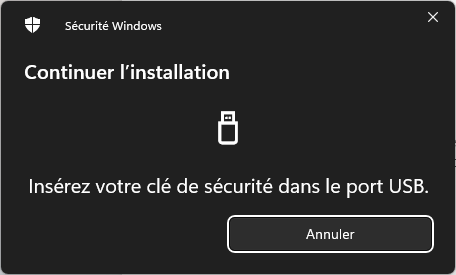 Sécurité Windows
Continuer l’installation
Insérez votre clé de sécurité dans le port USB.
Annuler